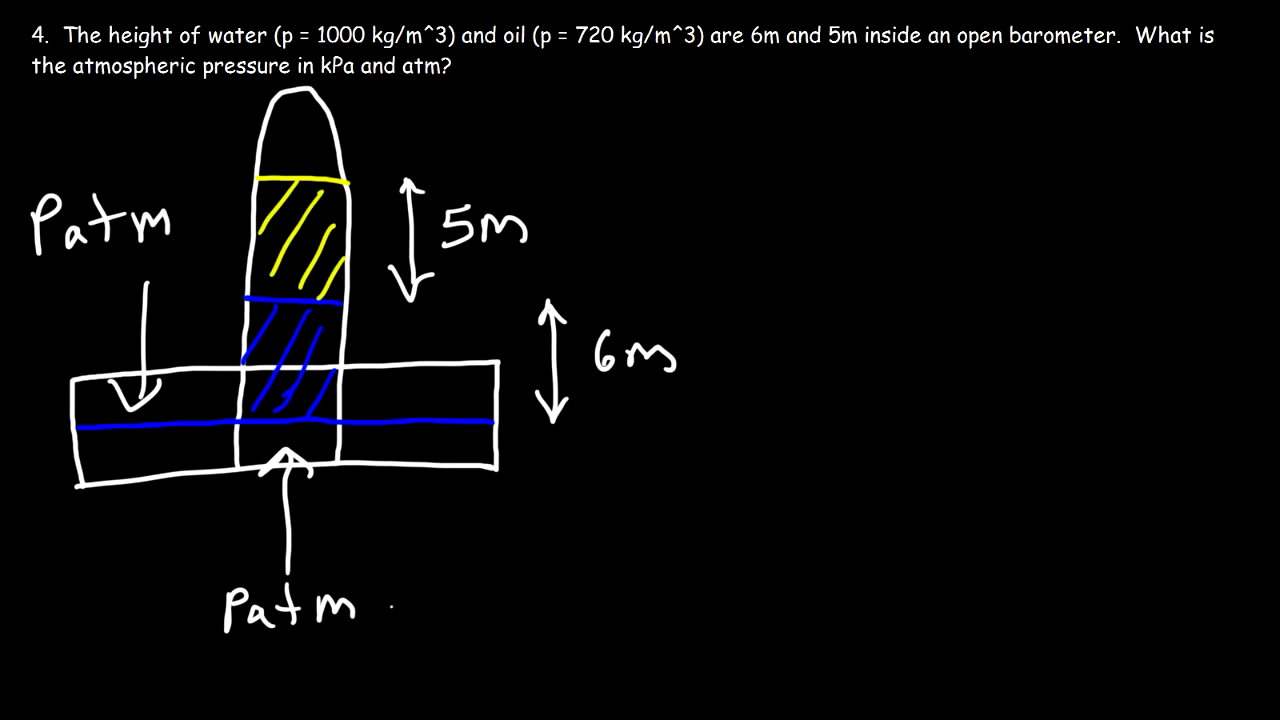 4. The height of water (p = 1000 kg/m^3) and oil (p = 720 kg/m^3) are 6m and 5m inside an open barometer. What is
the atmospheric pressure in kPa and atm?
Patm
5m
6m
Patm